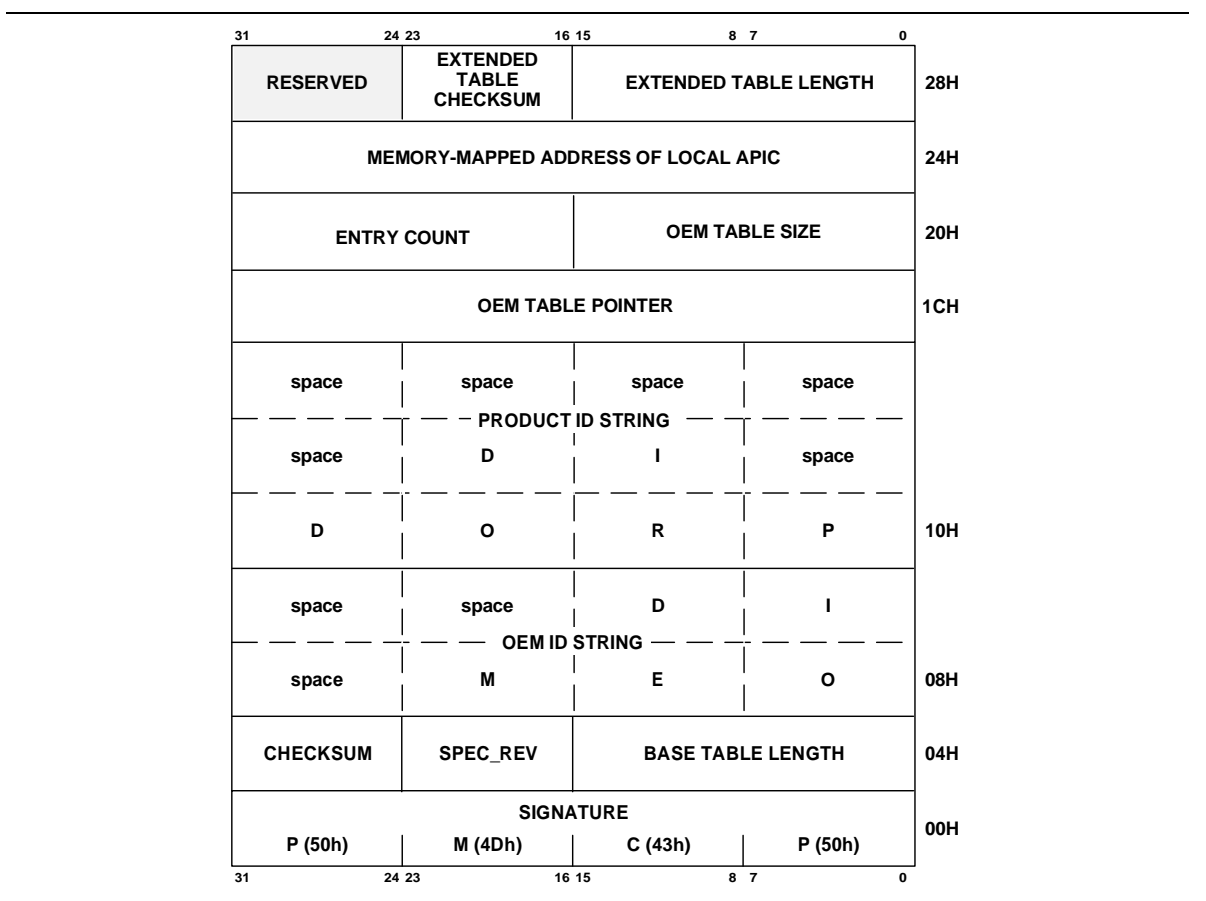 31 24 23 16 15 8 7 0
RESERVED
EXTENDED
TABLE
CHECKSUM
EXTENDED TABLE LENGTH
28H
MEMORY-MAPPED ADDRESS OF LOCAL APIC
24H
ENTRY COUNT
OEM TABLE SIZE
20H
OEM TABLE POINTER
1CH
space space space space
PRODUCT ID STRING
space D I space
D O R P 10H
space space D I
OEM ID STRING
space M E O 08H
CHECKSUM SPEC_REV BASE TABLE LENGTH 04H
SIGNATURE
00H
P (50h) M (4Dh) C (43h) P (50h)
31 24 23 16 15 8 7 0